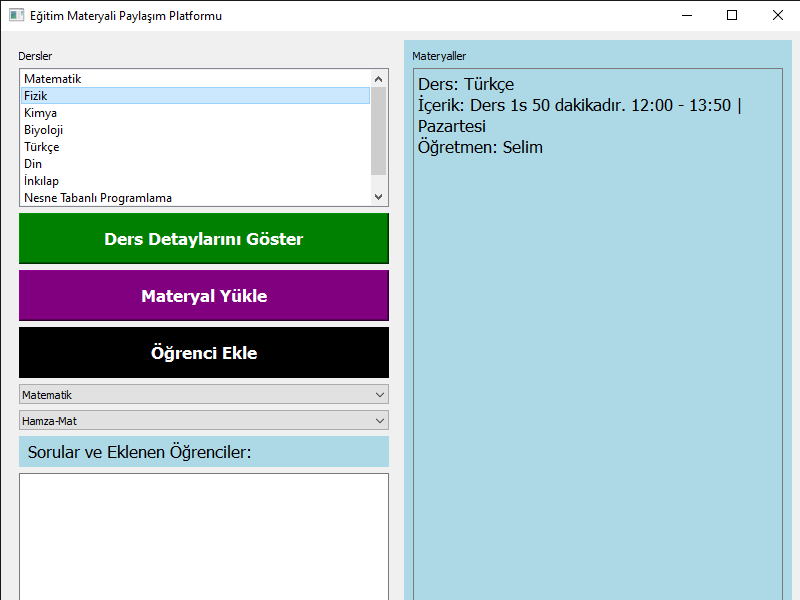 Eğitim Materyali Paylaşım Platformu
Dersler
Matematik
Fizik
Kimya
Biyoloji
Türkçe
Din
İnkılap
Nesne Tabanlı Programlama
Ders Detaylarını Göster
Materyal Yükle
Öğrenci Ekle
Matematik
Hamza-Mat
Sorular ve Eklenen Öğrenciler:
Materyaller
Ders: Türkçe
İçerik: Ders 1s 50 dakikadır. 12:00 - 13:50 |
Pazartesi
Öğretmen: Selim